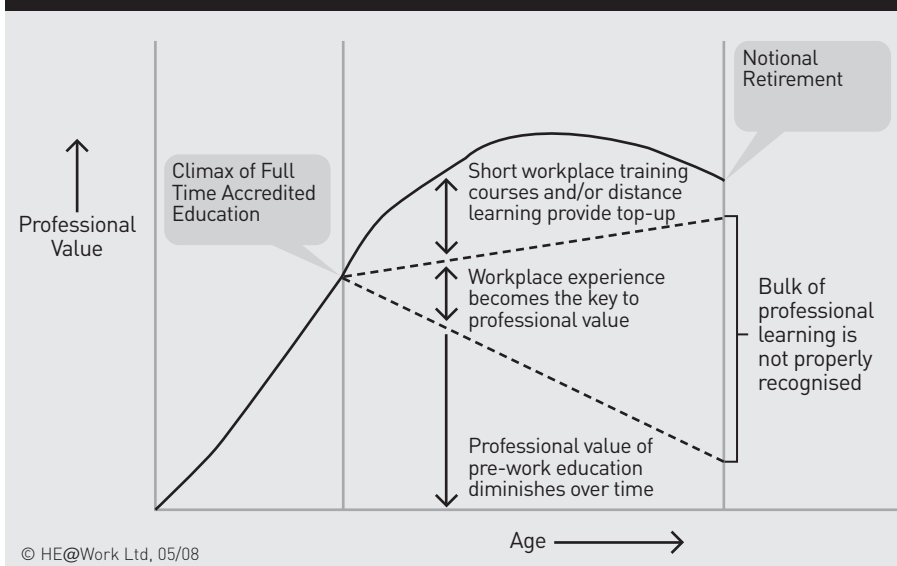 Notional
Retirement
Climax of Full
Time Accredited
Education
Short workplace training
courses and/or distance
learning provide top-up
Professional
Value
Workplace experience
becomes the key to
professional value
Bulk of
professional
learning is
not properly
recognised
Professional value of
pre-work education
diminishes over time
Age
© HE@Work Ltd, 05/08